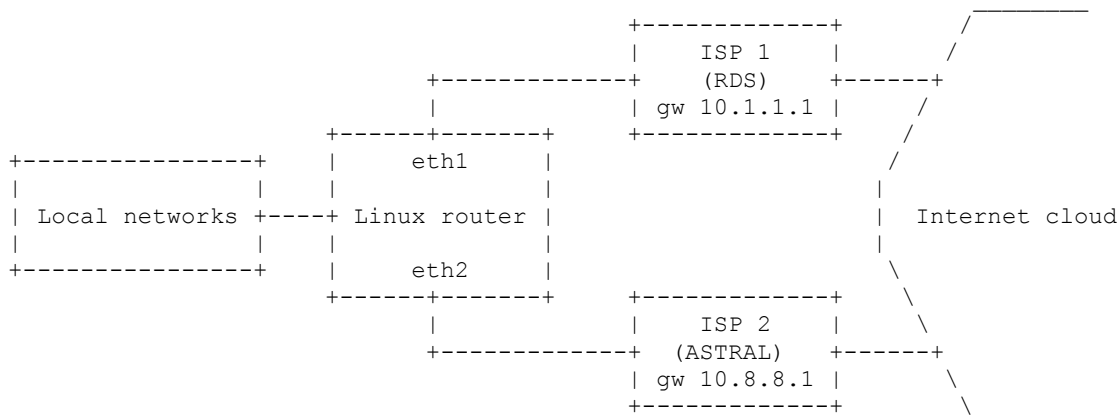 ISP 1
(RDS)
gw 10.1.1.1
eth1
Local networks
Linux router
Internet cloud
eth2
ISP 2
(ASTRAL)
gw 10.8.8.1